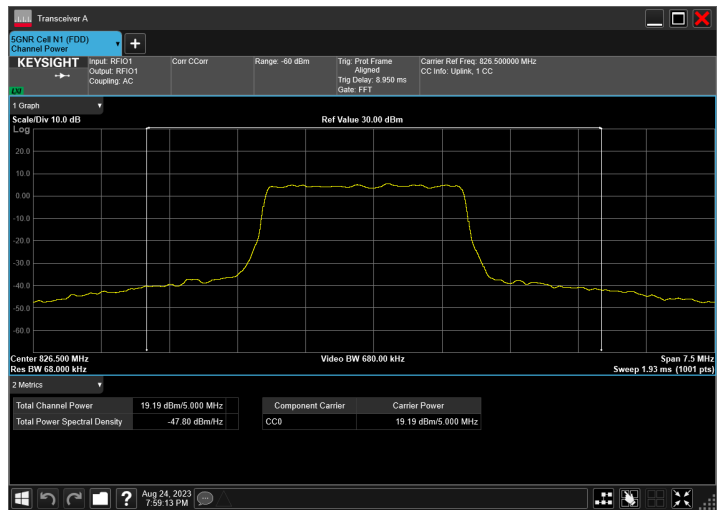 Transceiver A
5GNR Cell N1 (FDD)
Channel Power
KEYSIGHT
LXI
Input: RFIO1
Output: RFIO1
Coupling: AC
Corr CCorr
Range: -60 dBm
Trig: Prot Frame
Aligned
Trig Delay: 8.950 ms
Gate: FFT
Carrier Ref Freq: 826.500000 MHz
CC Info: Uplink, 1 CC
1 Graph
Scale/Div 10.0 dB
Ref Value 30.00 dBm
Log
20.0
10.0
0.00
-10.0
-20.0
-30.0
-40.0
-50.0
-60.0
Center 826.500 MHz
Video BW 680.00 kHz
Span 7.5 MHz
Res BW 68.000 kHz
Sweep 1.93 ms (1001 pts)
2 Metrics
Total Channel Power 19.19 dBm/5.000 MHz
Total Power Spectral Density -47.80 dBm/Hz
Component Carrier Carrier Power
CC0 19.19 dBm/5.000 MHz
?
Aug 24, 2023
7:59:13 PM